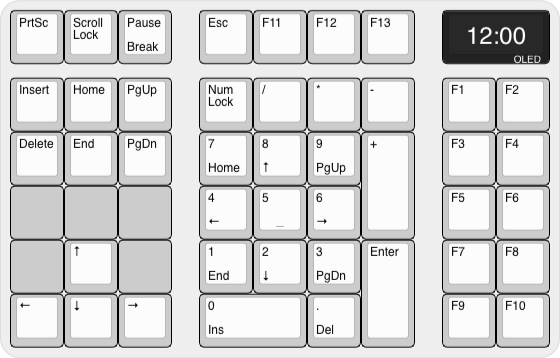 PrtSc Scroll Lock Pause Break
Esc F11 F12 F13
12:00
OLED
Insert Home PgUp
Num Lock / * -
F1 F2
Delete End PgDn
7 Home 8 ↑ 9 PgUp +
F3 F4
4 ← 5 _ 6 →
F5 F6
↑
1 End 2 ↓ 3 PgDn Enter
F7 F8
← ↓ →
0 Ins . Del
F9 F10